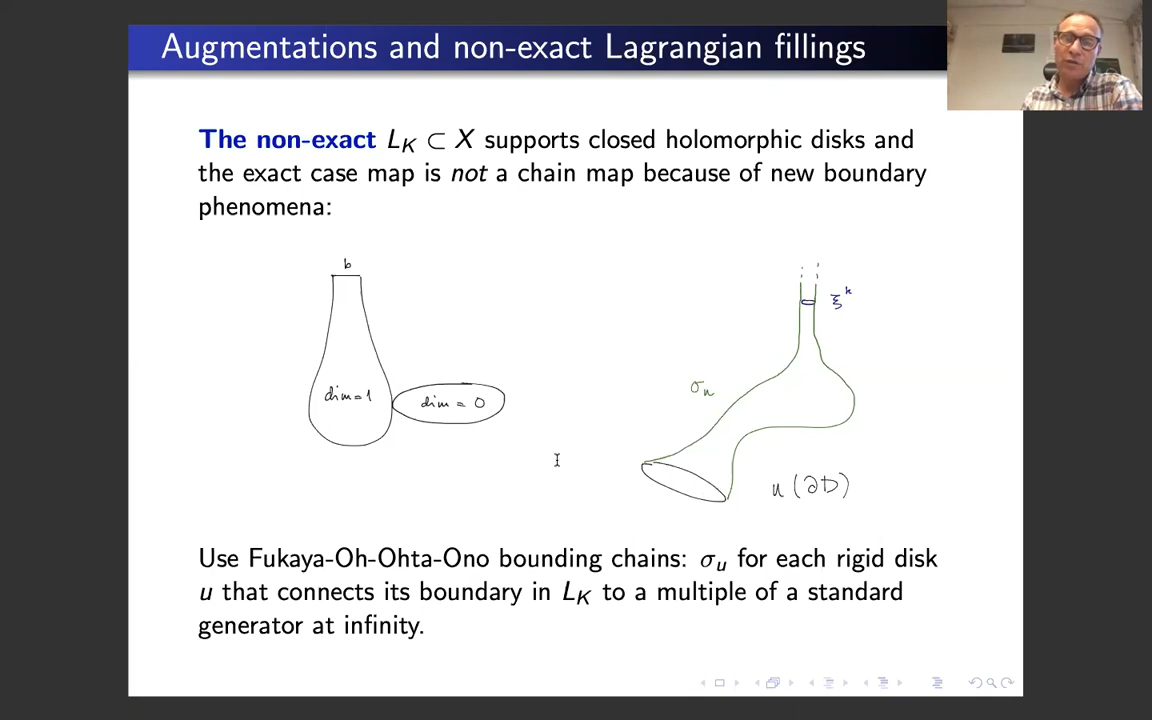 Augmentations and non-exact Lagrangian fillings
The non-exact L_K ⊂ X supports closed holomorphic disks and
the exact case map is not a chain map because of new boundary
phenomena:
b
dim = 1
dim = 0
ξ^k
σ_u
u(∂D)
Use Fukaya-Oh-Ohta-Ono bounding chains: σ_u for each rigid disk
u that connects its boundary in L_K to a multiple of a standard
generator at infinity.